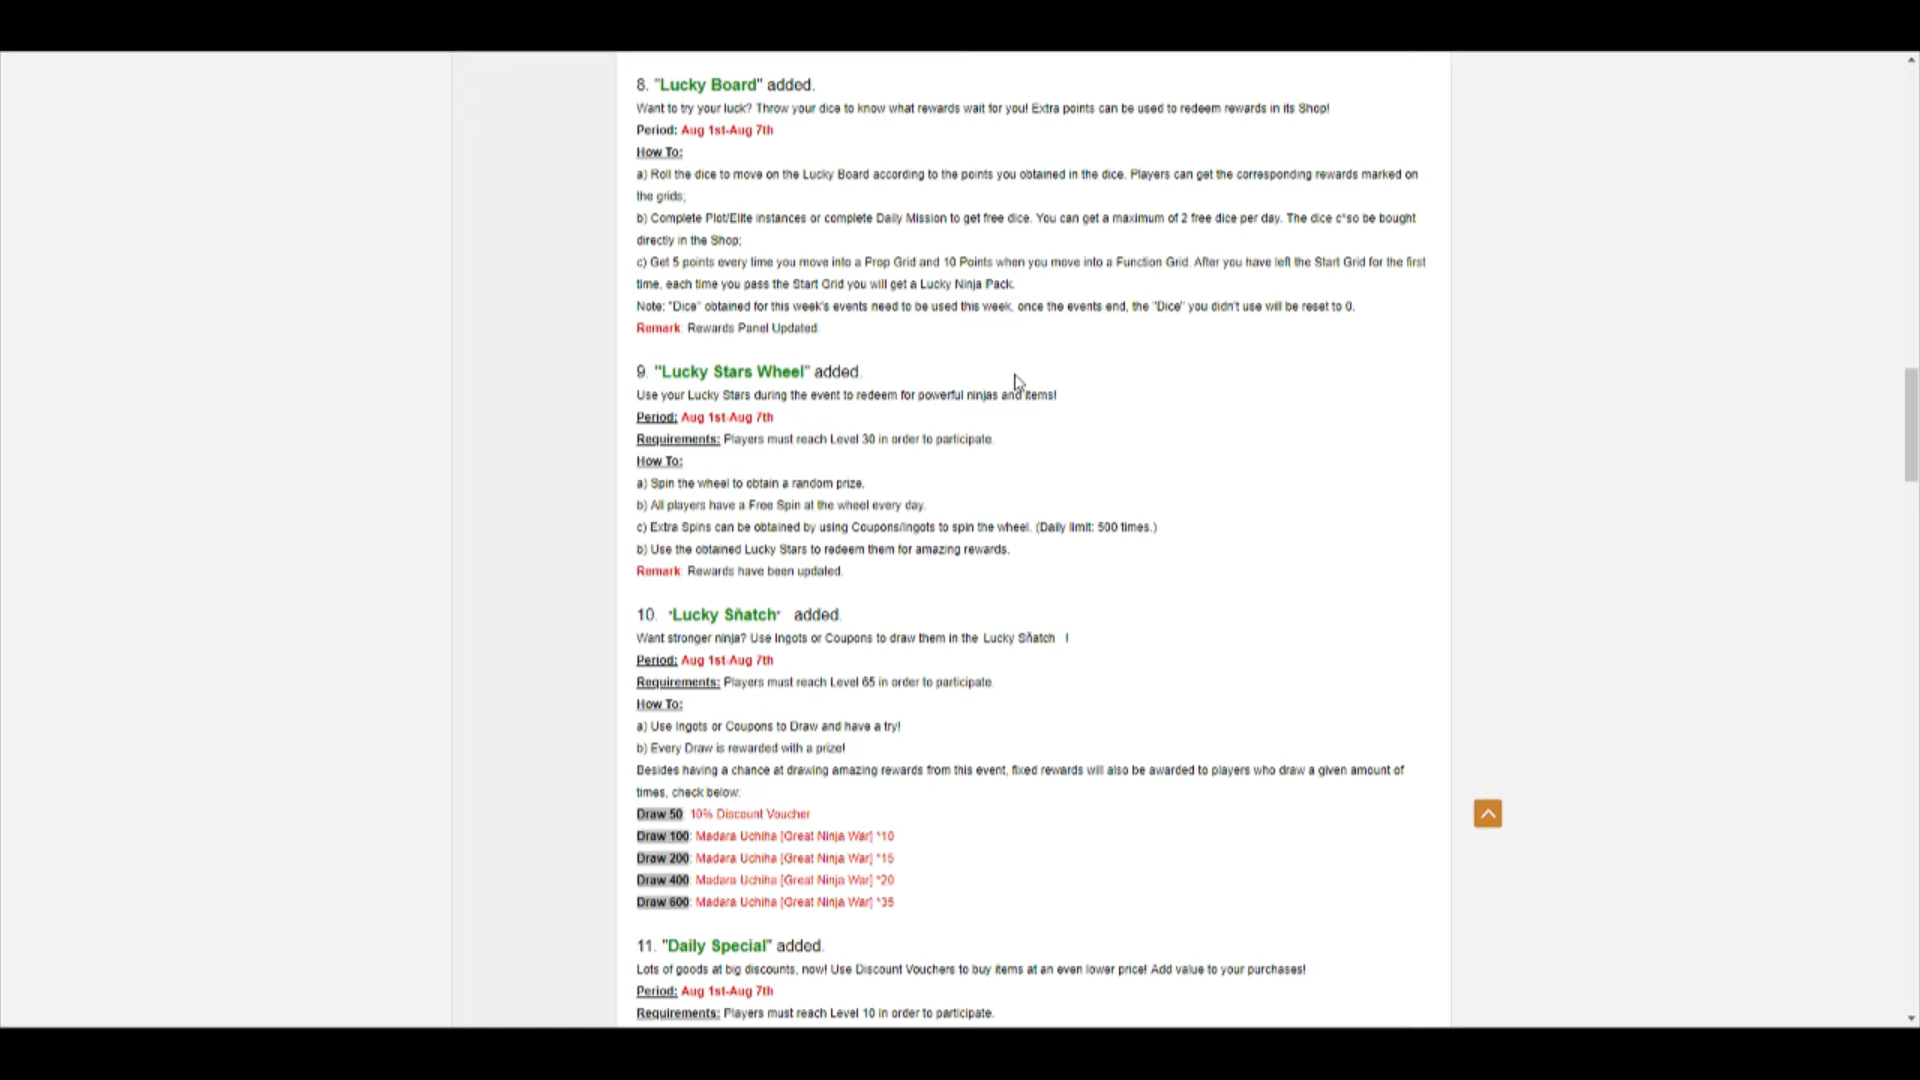 8. "Lucky Board" added.
Want to try your luck? Throw your dice to know what rewards wait for you! Extra points can be used to redeem rewards in its Shop!
Period: Aug 1st-Aug 7th
How To:
a) Roll the dice to move on the Lucky Board according to the points you obtained in the dice. Players can get the corresponding rewards marked on
the grids;
b) Complete Plot/Elite instances or complete Daily Mission to get free dice. You can get a maximum of 2 free dice per day. The dice c*so be bought
directly in the Shop;
c) Get 5 points every time you move into a Prop Grid and 10 Points when you move into a Function Grid. After you have left the Start Grid for the first
time, each time you pass the Start Grid you will get a Lucky Ninja Pack.
Note: "Dice" obtained for this week's events need to be used this week, once the events end, the "Dice" you didn't use will be reset to 0.
Remark: Rewards Panel Updated
9. "Lucky Stars Wheel" added.
Use your Lucky Stars during the event to redeem for powerful ninjas and items!
Period: Aug 1st-Aug 7th
Requirements: Players must reach Level 30 in order to participate.
How To:
a) Spin the wheel to obtain a random prize.
b) All players have a Free Spin at the wheel every day.
c) Extra Spins can be obtained by using Coupons/Ingots to spin the wheel. (Daily limit: 500 times.)
b) Use the obtained Lucky Stars to redeem them for amazing rewards.
Remark: Rewards have been updated.
10. "Lucky Sñatch" added.
Want stronger ninja? Use Ingots or Coupons to draw them in the Lucky Sñatch !
Period: Aug 1st-Aug 7th
Requirements: Players must reach Level 65 in order to participate.
How To:
a) Use Ingots or Coupons to Draw and have a try!
b) Every Draw is rewarded with a prize!
Besides having a chance at drawing amazing rewards from this event, fixed rewards will also be awarded to players who draw a given amount of
times, check below:
Draw 50: 10% Discount Voucher
Draw 100: Madara Uchiha [Great Ninja War] *10
Draw 200: Madara Uchiha [Great Ninja War] *15
Draw 400: Madara Uchiha [Great Ninja War] *20
Draw 600: Madara Uchiha [Great Ninja War] *35
11. "Daily Special" added.
Lots of goods at big discounts, now! Use Discount Vouchers to buy items at an even lower price! Add value to your purchases!
Period: Aug 1st-Aug 7th
Requirements: Players must reach Level 10 in order to participate.